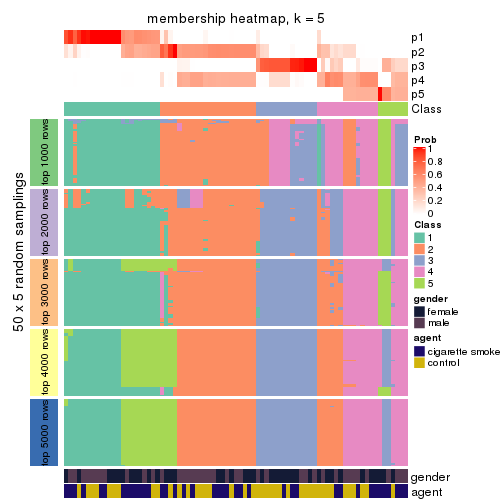 membership heatmap, k = 5
p1
p2
p3
p4
p5
Class
50 x 5 random samplings
top 1000 rows
top 2000 rows
top 3000 rows
top 4000 rows
top 5000 rows
Prob
1
0.8
0.6
0.4
0.2
0
Class
1
2
3
4
5
gender
female
male
agent
cigarette smoke
control
gender
agent